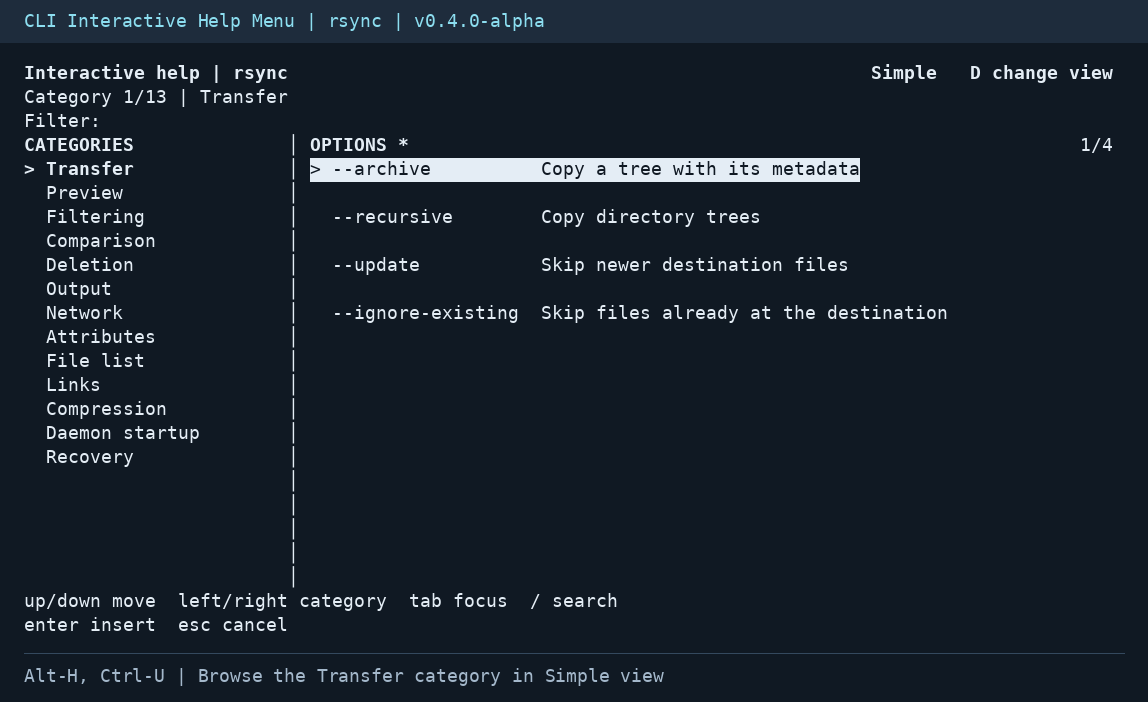 CLI Interactive Help Menu | rsync | v0.4.0-alpha
Interactive help | rsync Simple D change view
Category 1/13 | Transfer
Filter:
CATEGORIES │ OPTIONS * 1/4
> Transfer │ > --archive Copy a tree with its metadata
Preview │
Filtering │ --recursive Copy directory trees
Comparison │
Deletion │ --update Skip newer destination files
Output │
Network │ --ignore-existing Skip files already at the destination
Attributes │
File list │
Links │
Compression │
Daemon startup │
Recovery │
│
│
│
│
│
up/down move left/right category tab focus / search
enter insert esc cancel
Alt-H, Ctrl-U | Browse the Transfer category in Simple view